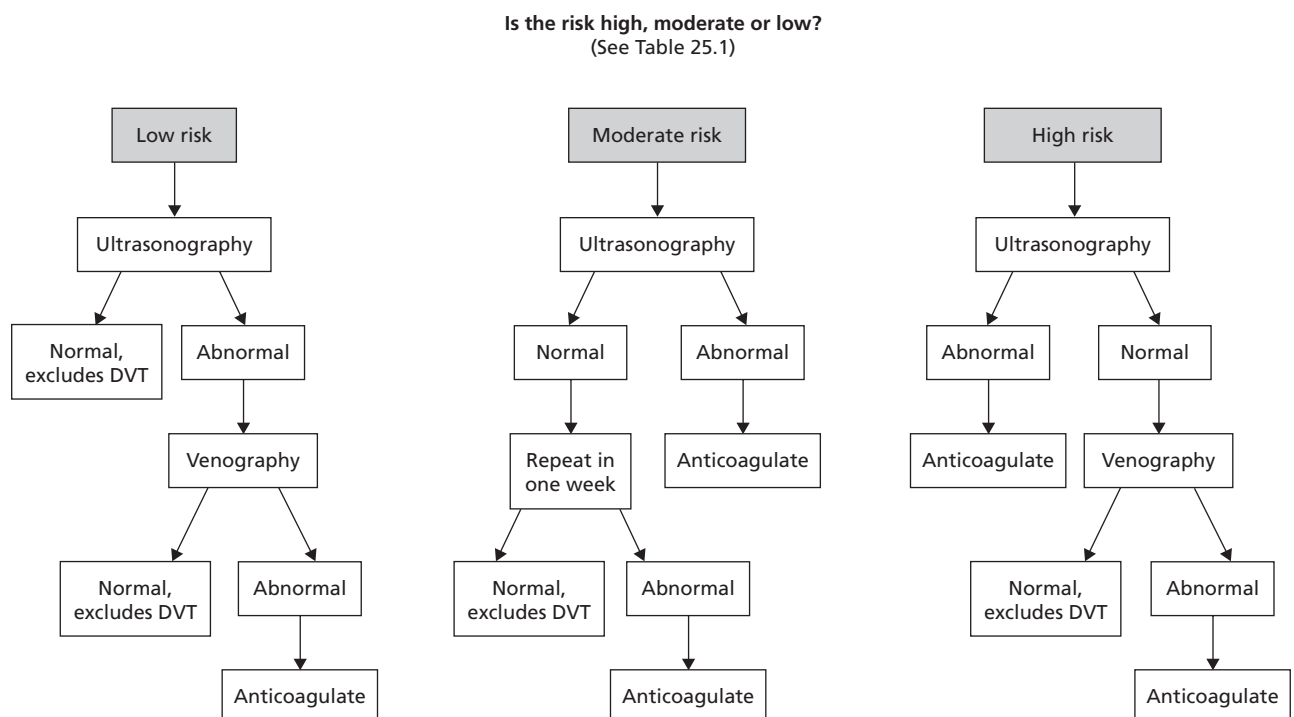 Is the risk high, moderate or low?
(See Table 25.1)
Low risk
Moderate risk
High risk
Ultrasonography
Ultrasonography
Ultrasonography
Normal,
excludes DVT
Abnormal
Normal
Abnormal
Abnormal
Normal
Venography
Repeat in
one week
Anticoagulate
Anticoagulate
Venography
Normal,
excludes DVT
Abnormal
Normal,
excludes DVT
Abnormal
Normal,
excludes DVT
Abnormal
Anticoagulate
Anticoagulate
Anticoagulate